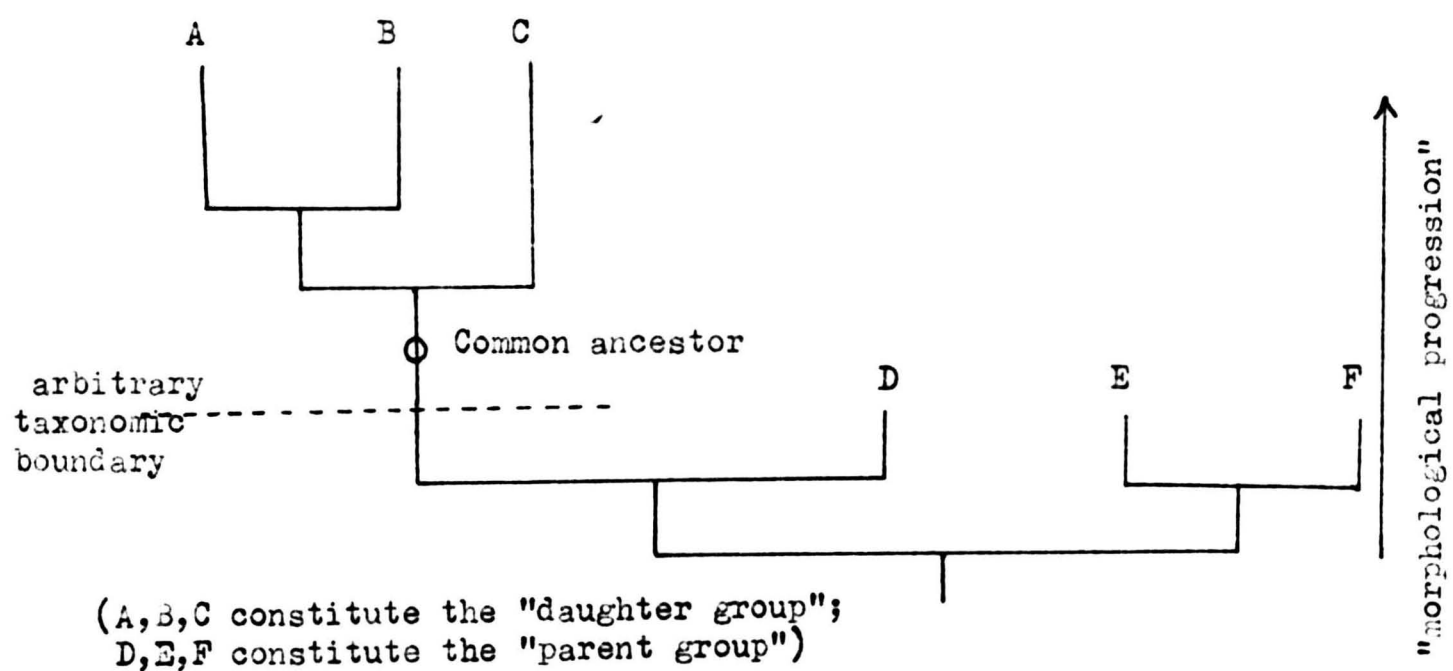 A B C
Common ancestor
D E F
arbitrary
taxonomic
boundary
"morphological progression"
(A,B,C constitute the "daughter group";
D,E,F constitute the "parent group")